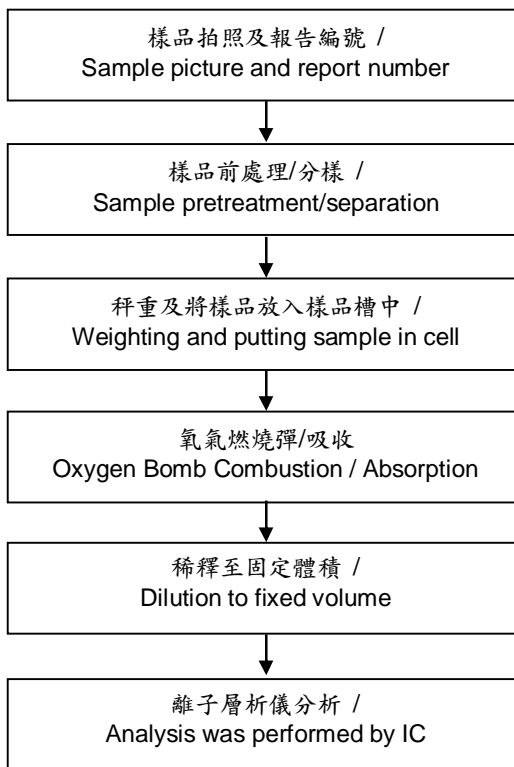 樣品拍照及報告編號 /
Sample picture and report number
樣品前處理/分樣 /
Sample pretreatment/separation
秤重及將樣品放入樣品槽中 /
Weighting and putting sample in cell
氧氣燃燒彈/吸收
Oxygen Bomb Combustion / Absorption
稀釋至固定體積 /
Dilution to fixed volume
離子層析儀分析 /
Analysis was performed by IC